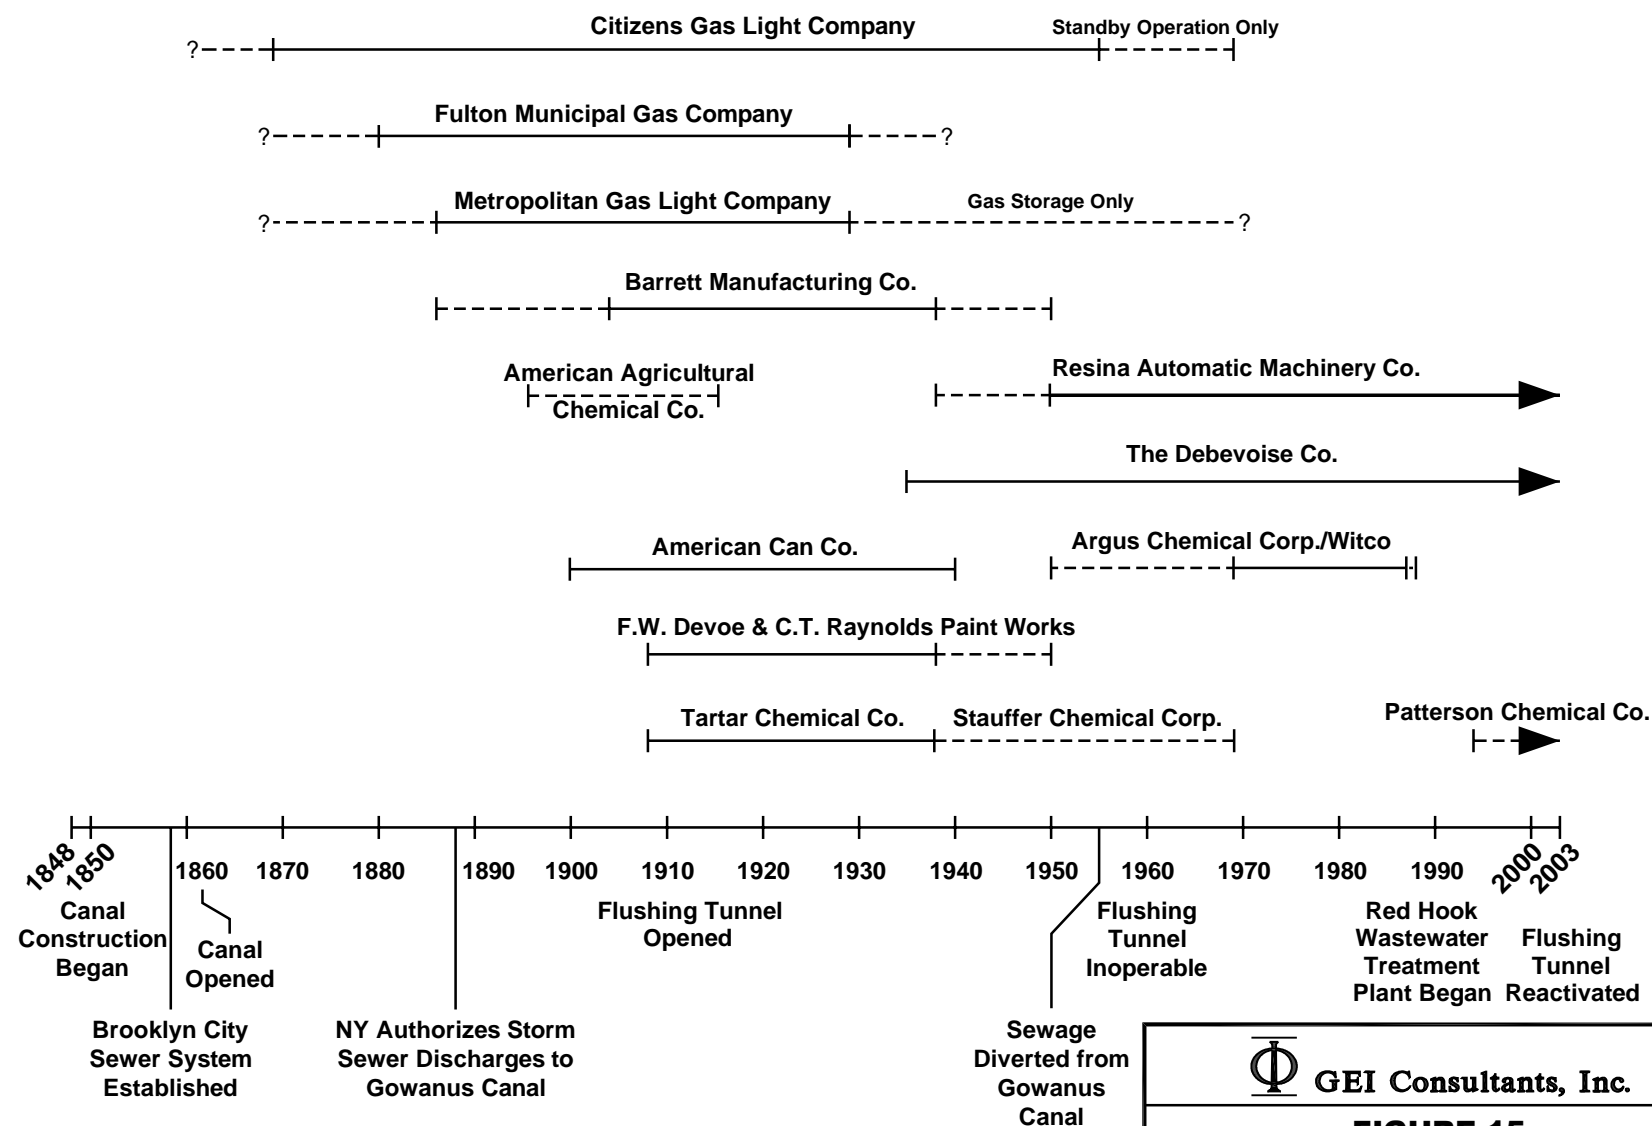 Citizens Gas Light Company
Standby Operation Only
?
Fulton Municipal Gas Company
? ?
Metropolitan Gas Light Company
Gas Storage Only
? ?
Barrett Manufacturing Co.
American Agricultural
Chemical Co.
Resina Automatic Machinery Co.
The Debevoise Co.
American Can Co.
Argus Chemical Corp./Witco
F.W. Devoe & C.T. Raynolds Paint Works
Tartar Chemical Co.
Stauffer Chemical Corp.
Patterson Chemical Co.
1848 1850 1860 1870 1880 1890 1900 1910 1920 1930 1940 1950 1960 1970 1980 1990 2000 2003
Canal
Construction
Began
Canal
Opened
Flushing Tunnel
Opened
Flushing
Tunnel
Inoperable
Red Hook
Wastewater
Treatment
Plant Began
Flushing
Tunnel
Reactivated
Brooklyn City
Sewer System
Established
NY Authorizes Storm
Sewer Discharges to
Gowanus Canal
Sewage
Diverted from
Gowanus
Canal
GEI Consultants, Inc.
FIGURE 15